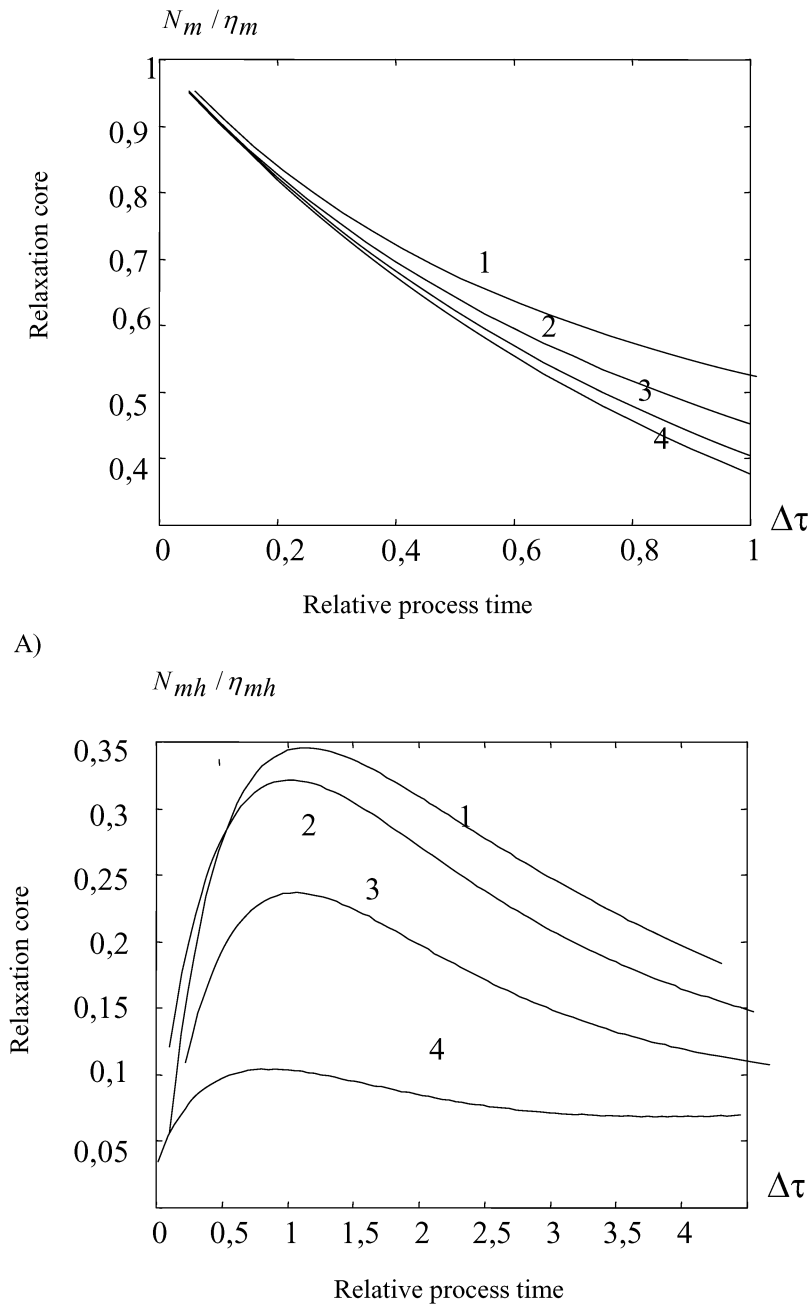 N_m / η_m
1
0,9
0,8
0,7
0,6
0,5
0,4
Relaxation core
1
2
3
4
0 0,2 0,4 0,6 0,8 1
Δτ
Relative process time
A)
N_mh / η_mh
0,35
0,3
0,25
0,2
0,15
0,1
0,05
Relaxation core
1
2
3
4
Δτ
0 0,5 1 1,5 2 2,5 3 3,5 4
Relative process time